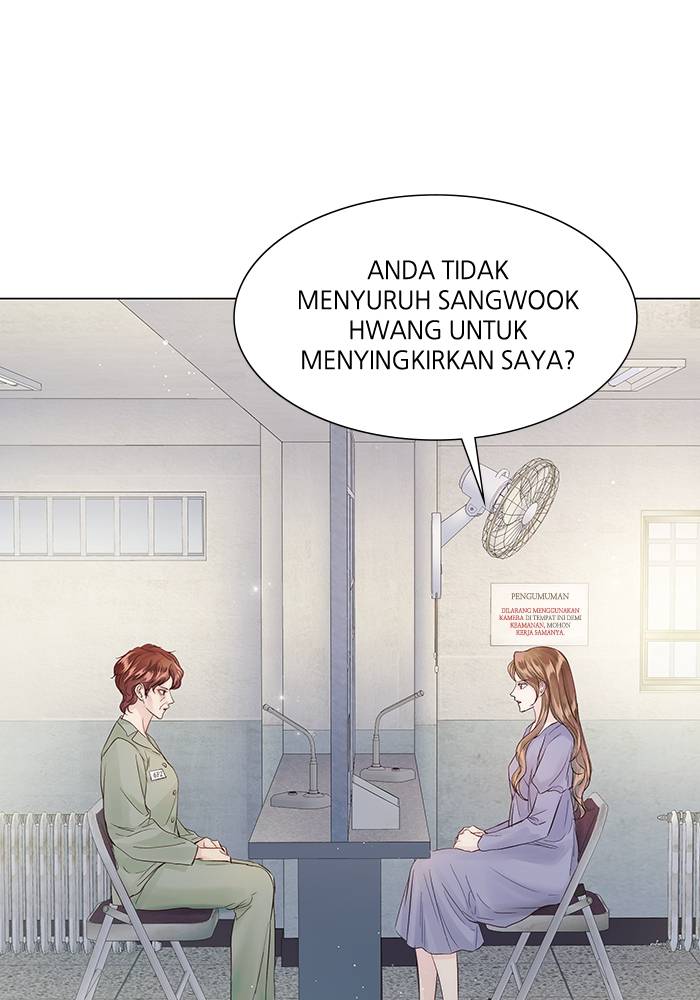 ANDA TIDAK
MENYURUH SANGWOOK
HWANG UNTUK
MENYINGKIRKAN SAYA?
PENGUMUMAN
DILARANG MENGGUNAKAN
KAMERA DI TEMPAT INI DEMI
KEAMANAN, MOHON
KERJA SAMANYA.